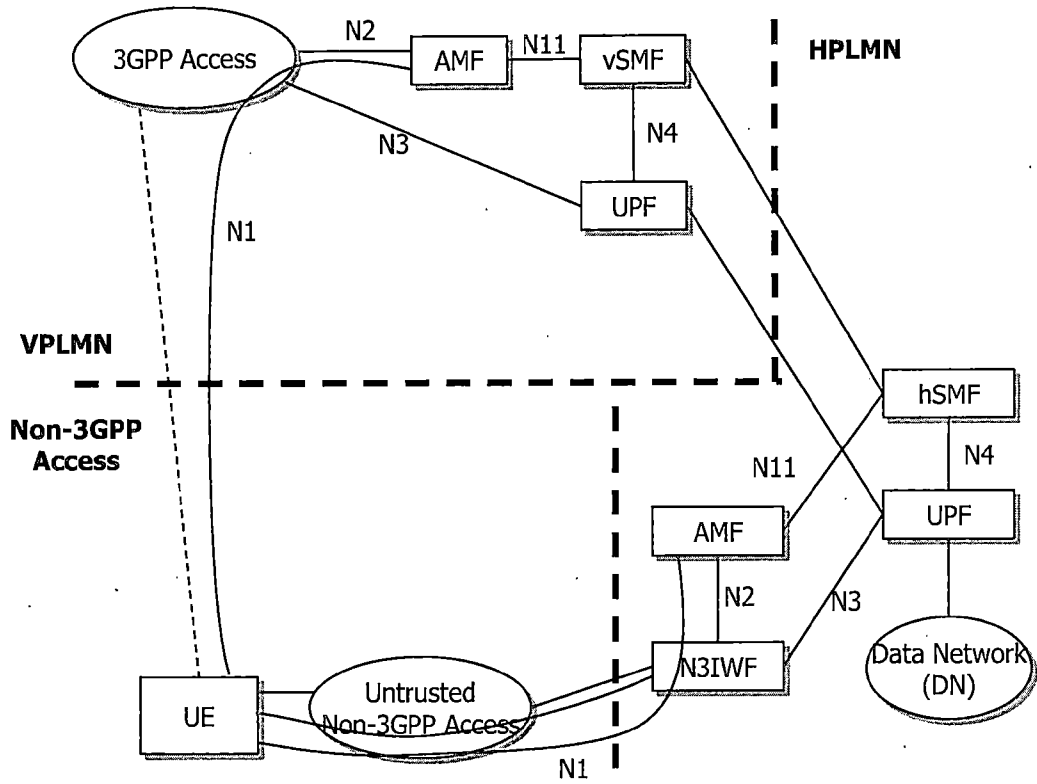 3GPP Access
N2
AMF
N11
vSMF
HPLMN
N3
N4
UPF
N1
VPLMN
Non-3GPP
Access
hSMF
N11
N4
AMF
UPF
N2
N3
N3IWF
Data Network
(DN)
UE
Untrusted
Non-3GPP Access
N1